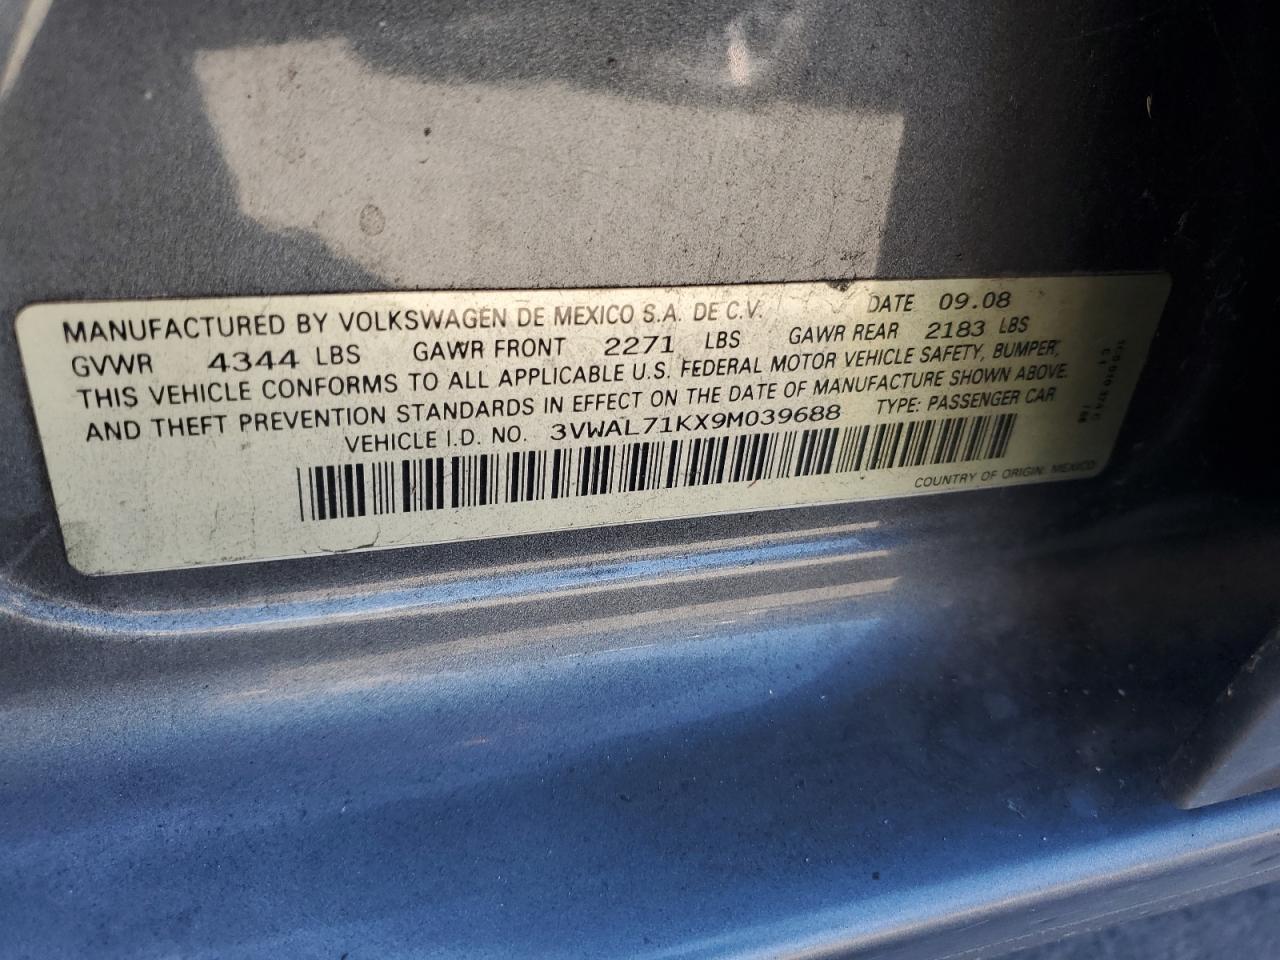 MANUFACTURED BY VOLKSWAGEN DE MEXICO S.A. DE C.V. DATE 09.08
GVWR 4344 LBS GAWR FRONT 2271 LBS GAWR REAR 2183 LBS
THIS VEHICLE CONFORMS TO ALL APPLICABLE U.S. FEDERAL MOTOR VEHICLE SAFETY, BUMPER,
AND THEFT PREVENTION STANDARDS IN EFFECT ON THE DATE OF MANUFACTURE SHOWN ABOVE.
VEHICLE I.D. NO. 3VWAL71KX9M039688 TYPE: PASSENGER CAR
COUNTRY OF ORIGIN: MEXICO